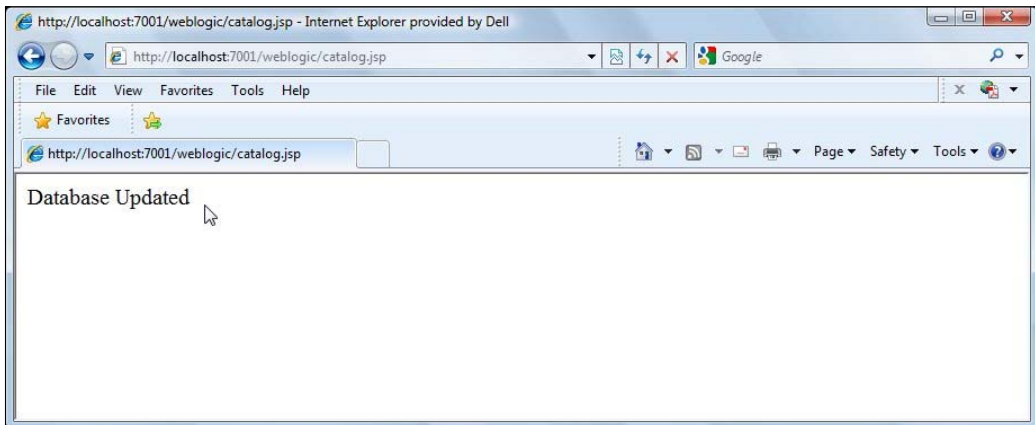 http://localhost:7001/weblogic/catalog.jsp - Internet Explorer provided by Dell
http://localhost:7001/weblogic/catalog.jsp
Google
File Edit View Favorites Tools Help
x
Favorites
http://localhost:7001/weblogic/catalog.jsp
Page Safety Tools
Database Updated